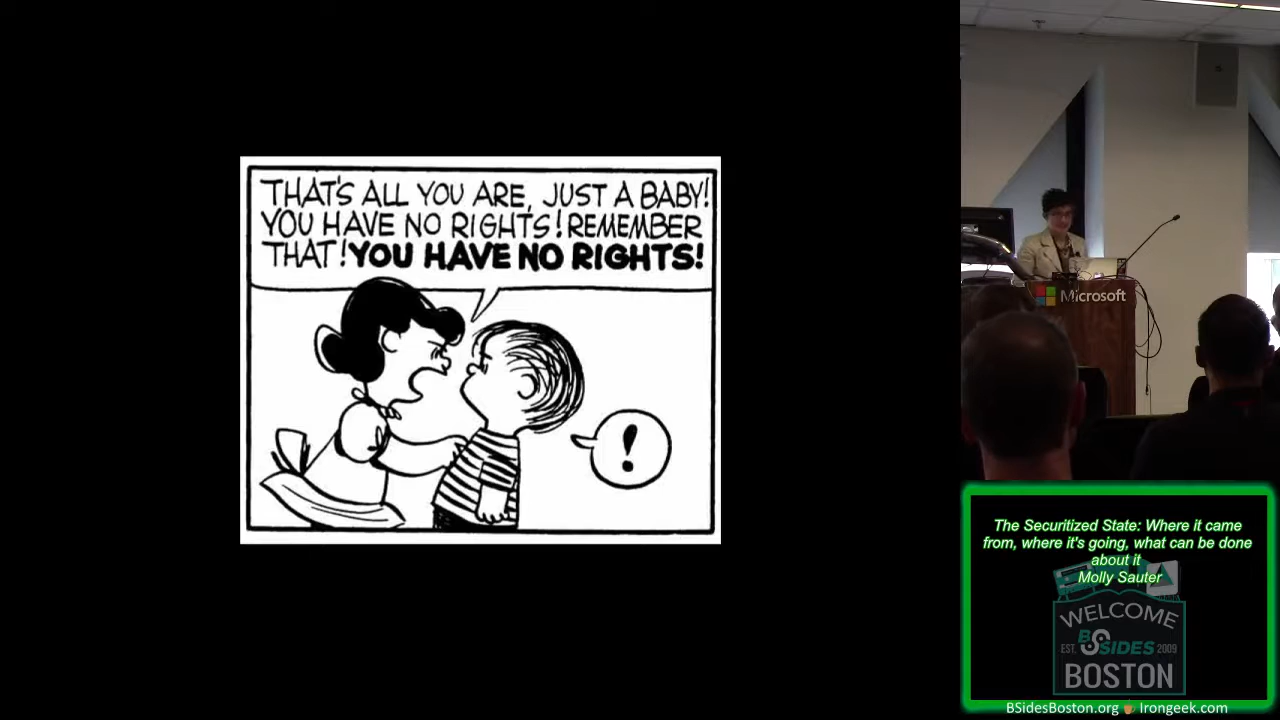 THAT'S ALL YOU ARE, JUST A BABY!
YOU HAVE NO RIGHTS! REMEMBER
THAT! YOU HAVE NO RIGHTS!
!
Microsoft
The Securitized State: Where it came
from, where it's going, what can be done
about it
Molly Sauter
WELCOME
EST. BSIDES 2009
BOSTON
BSidesBoston.org Irongeek.com